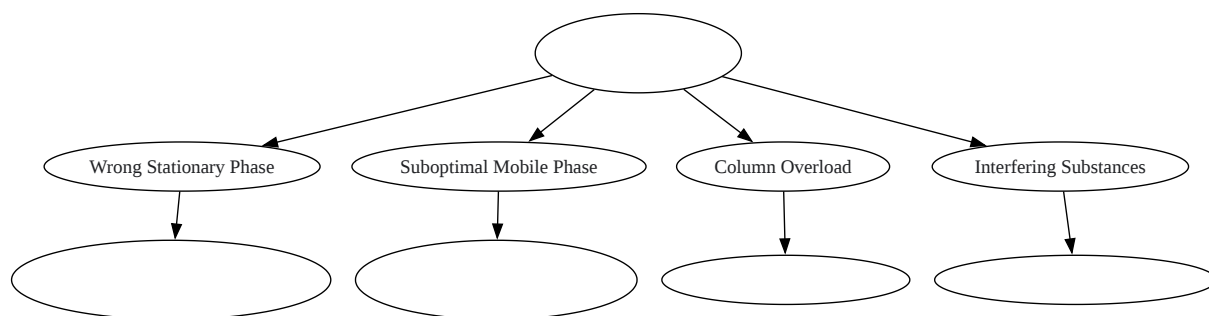 Wrong Stationary Phase
Suboptimal Mobile Phase
Column Overload
Interfering Substances